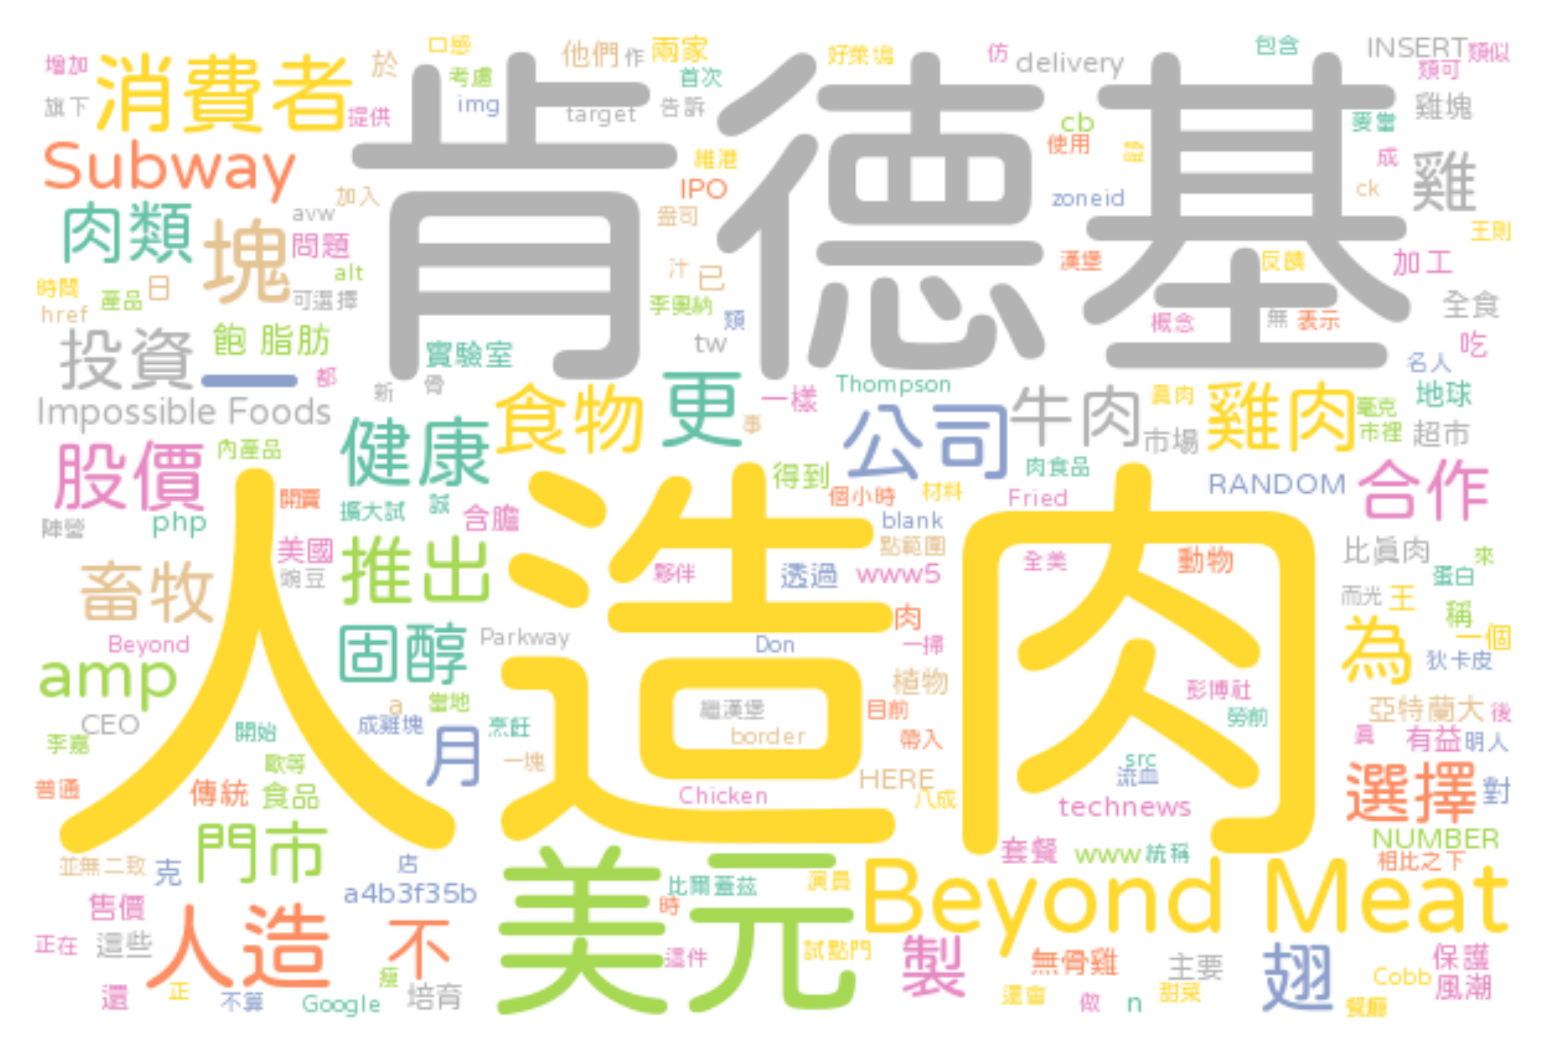 增加
口感
他們
作
兩家
好萊塢
仿
delivery
包含
INSERT
類似
消費者
於
考慮
首次
肯德基
類可
旗下
提供
img
target
告訴
cb
麥當
雞塊
Subway
維港
使用
成
雞
加入
IPO
zoneid
ck
肉類
塊
avw
盎司
王則
問題
漢堡
反饋
加工
時間
產品
日
alt
汁
已
href
可選擇
李奧納
類
概念
無
表示
全食
投資
飽
脂肪
實驗室
tw
吃
一
都
新
骨
名人
Impossible Foods
健康
食物
更
一樣
Thompson
公司
牛肉
真肉
雞肉
毫克
地球
事
市場
市裡
超市
股價
內產品
得到
肉食品
RANDOM
合作
開賣
擴大試
誠
含膽
個小時
材料
Fried
陣營
php
blank
美國
推出
點範圍
比真肉
豌豆
人造肉
夥伴
透過
www5
全美
動物
蛋白
來
畜牧
肉
而光
王
稱
Beyond
固醇
Parkway
Don
一掃
為
一個
amp
植物
狄卡皮
a
當地
繼漢堡
目前
彭博社
亞特蘭大
後
CEO
成雞塊
月
烹飪
border
勞前
李嘉
開始
帶入
真
有益
明人
歐等
一塊
src
流血
普通
傳統
食品
Chicken
HERE
八成
technews
選擇
對
門市
NUMBER
套餐
www
統稱
並無二致
克
店
相比之下
a4b3f35b
美元
比爾蓋茲
演員
Beyond Meat
售價
時
正在
這些
人造
不
這件
試點門
製
無骨雞
主要
翅
保護
還
正
不算
瘦
Google
培育
還會
做
n
甜菜
Cobb
風潮
餐廳